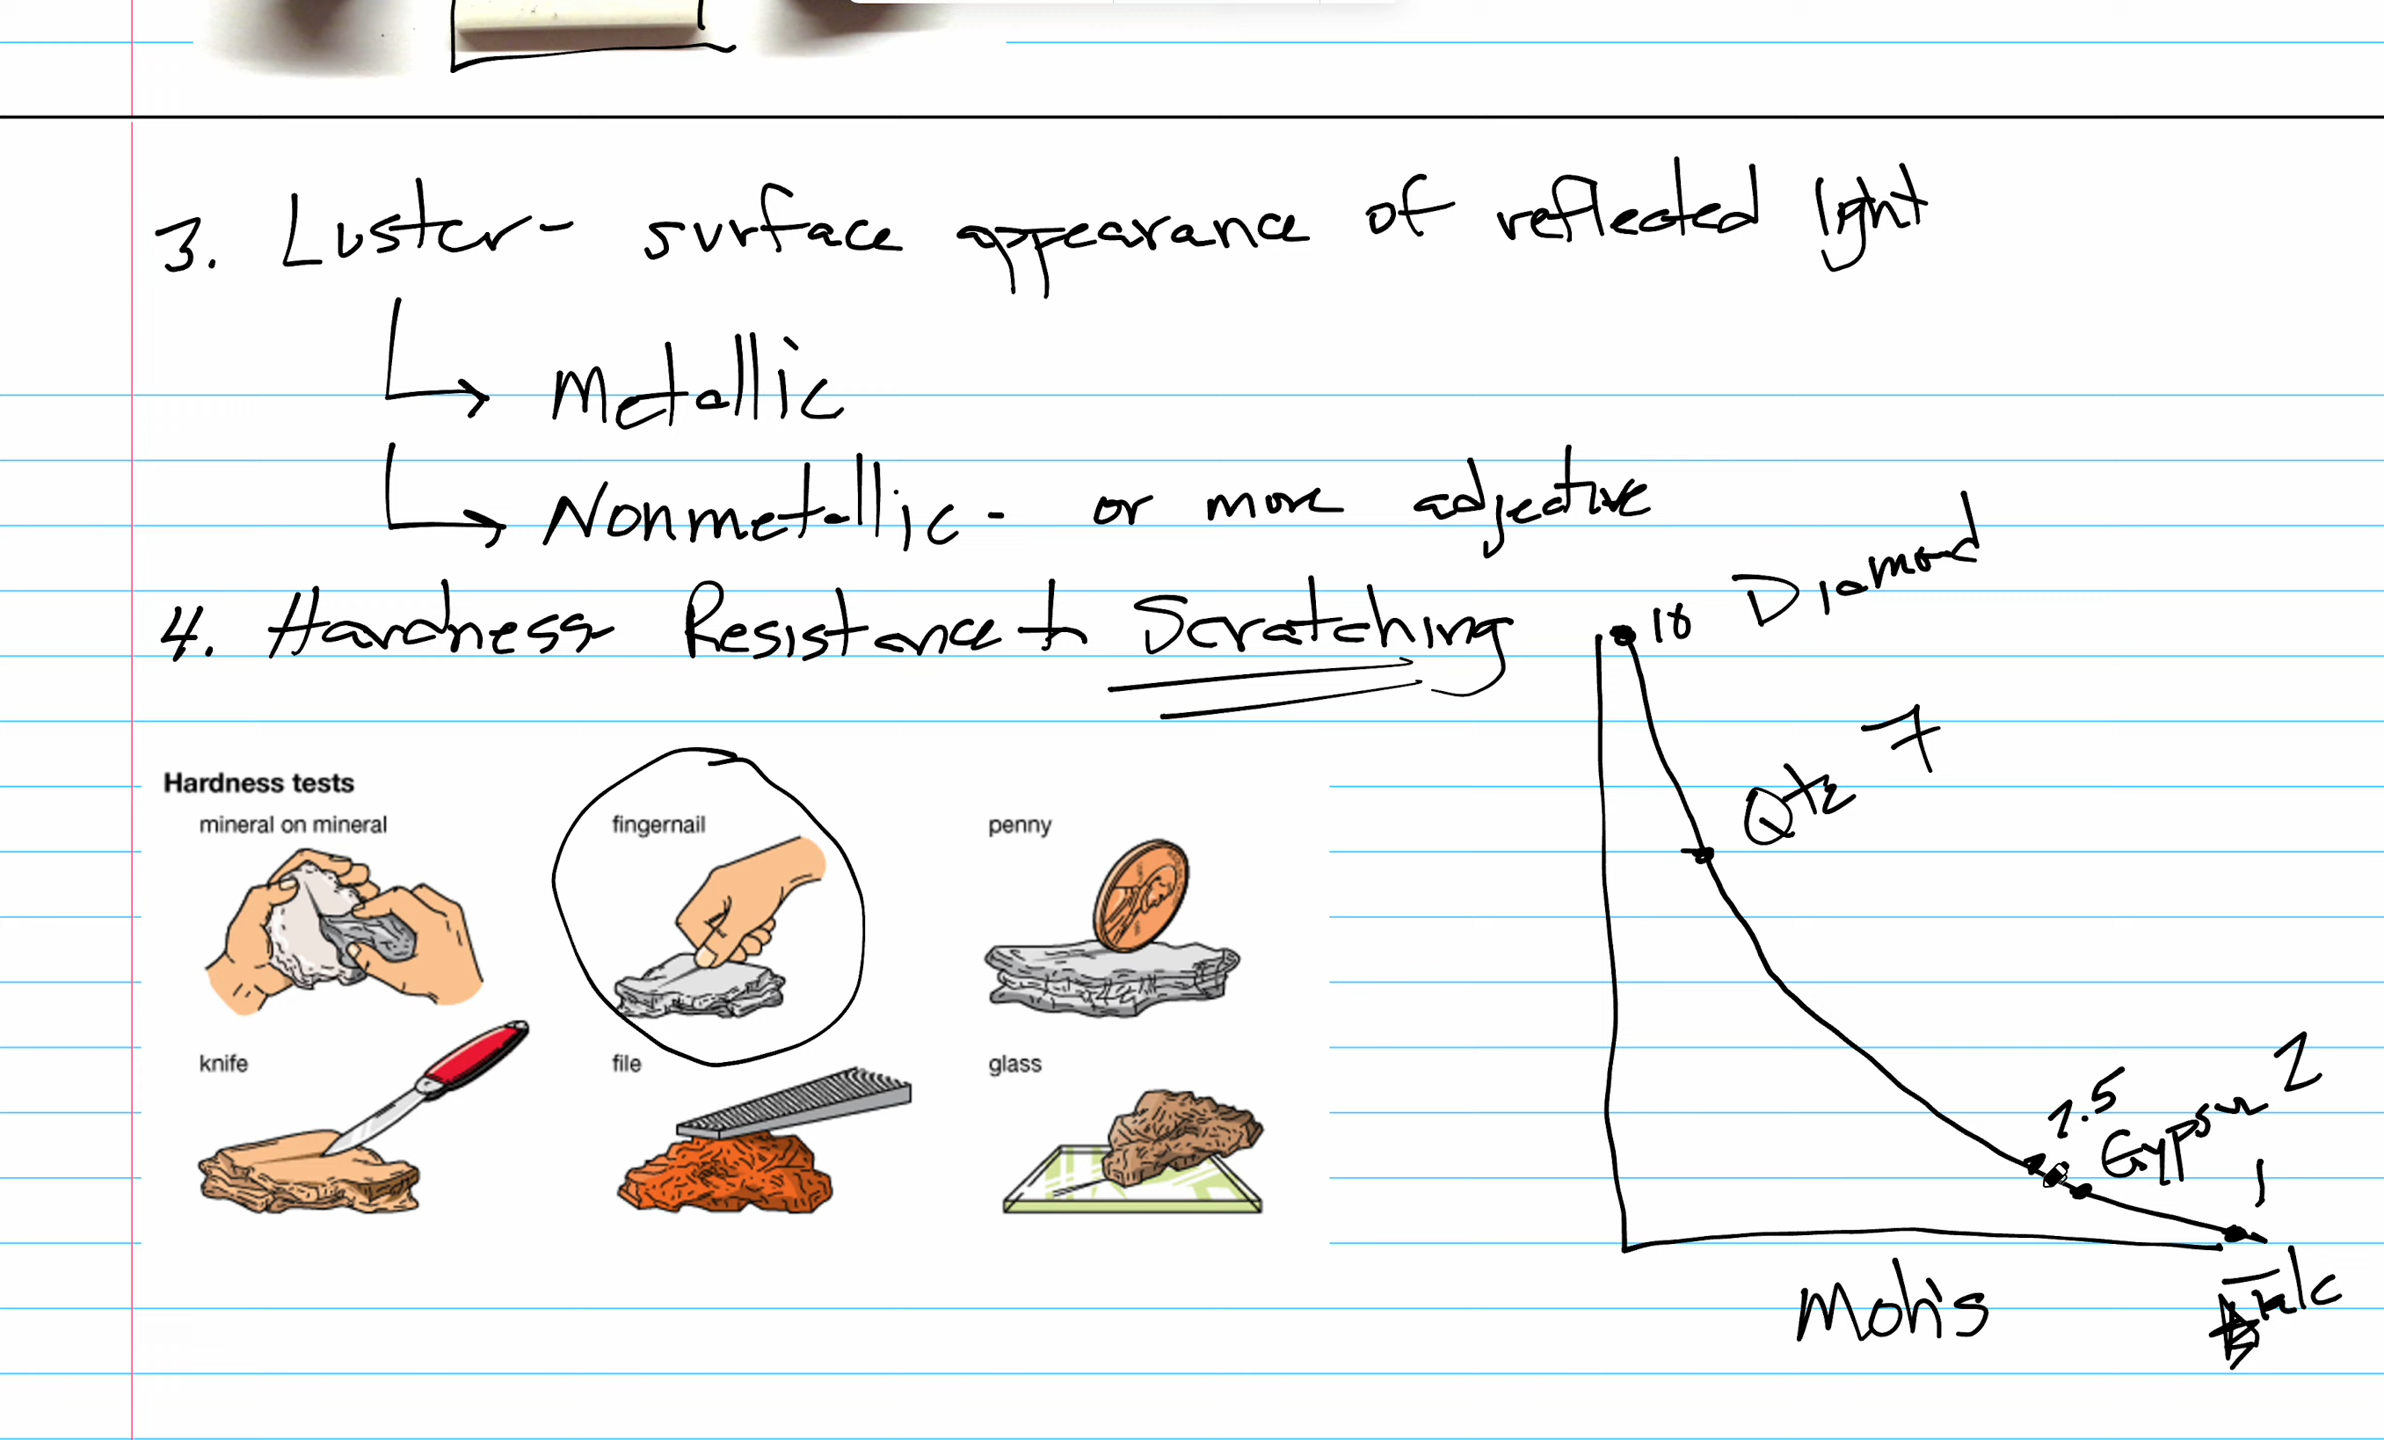 3. Luster- surface appearance of reflected light
Metallic
Nonmetallic - or more adjective
4. Hardness Resistance to Scratching
10 Diamond
Qtz 7
Hardness tests
mineral on mineral
fingernail
penny
knife
file
glass
2.5
Gypsum 2
1
Talc
Moh's